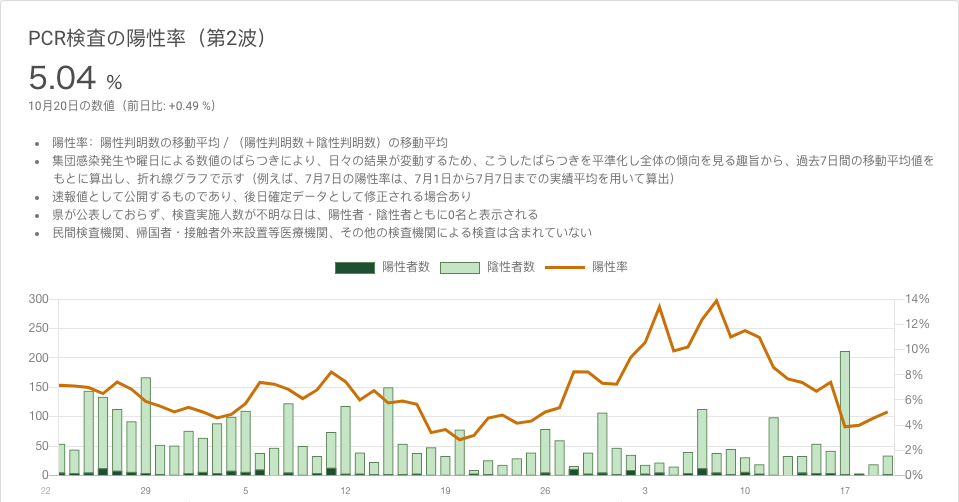 PCR検査の陽性率（第2波）
5.04 %
10月20日の数値（前日比: +0.49 %）
• 陽性率：陽性判明数の移動平均 / （陽性判明数＋陰性判明数）の移動平均
• 集団感染発生や曜日による数値のばらつきにより、日々の結果が変動するため、こうしたばらつきを平準化し全体の傾向を見る趣旨から、過去7日間の移動平均値を
もとに算出し、折れ線グラフで示す（例えば、7月7日の陽性率は、7月1日から7月7日までの実績平均を用いて算出）
• 速報値として公開するものであり、後日確定データとして修正される場合あり
• 県が公表しておらず、検査実施人数が不明な日は、陽性者・陰性者ともに0名と表示される
• 民間検査機関、帰国者・接触者外来設置等医療機関、その他の検査機関による検査は含まれていない
陽性者数 陰性者数 陽性率
300 14%
250 12%
200 10%
150 8%
100 6%
50 4%
0 2%
0%
22 29 5 12 19 26 3 10 17